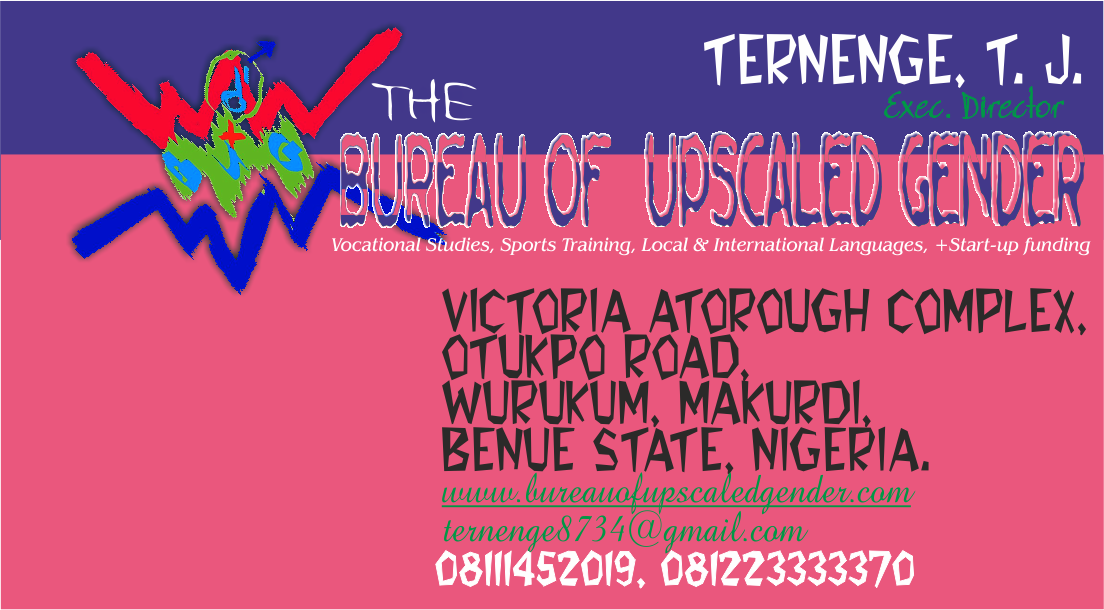 TERNENGE, T. J.
Exec. Director
THE
BUREAU OF UPSCALED GENDER
Vocational Studies, Sports Training, Local & International Languages, +Start-up funding
VICTORIA ATOROUGH COMPLEX,
OTUKPO ROAD,
WURUKUM, MAKURDI,
BENUE STATE, NIGERIA.
www.bureauofupscaledgender.com
ternenge8734@gmail.com
08111452019, 081223333370